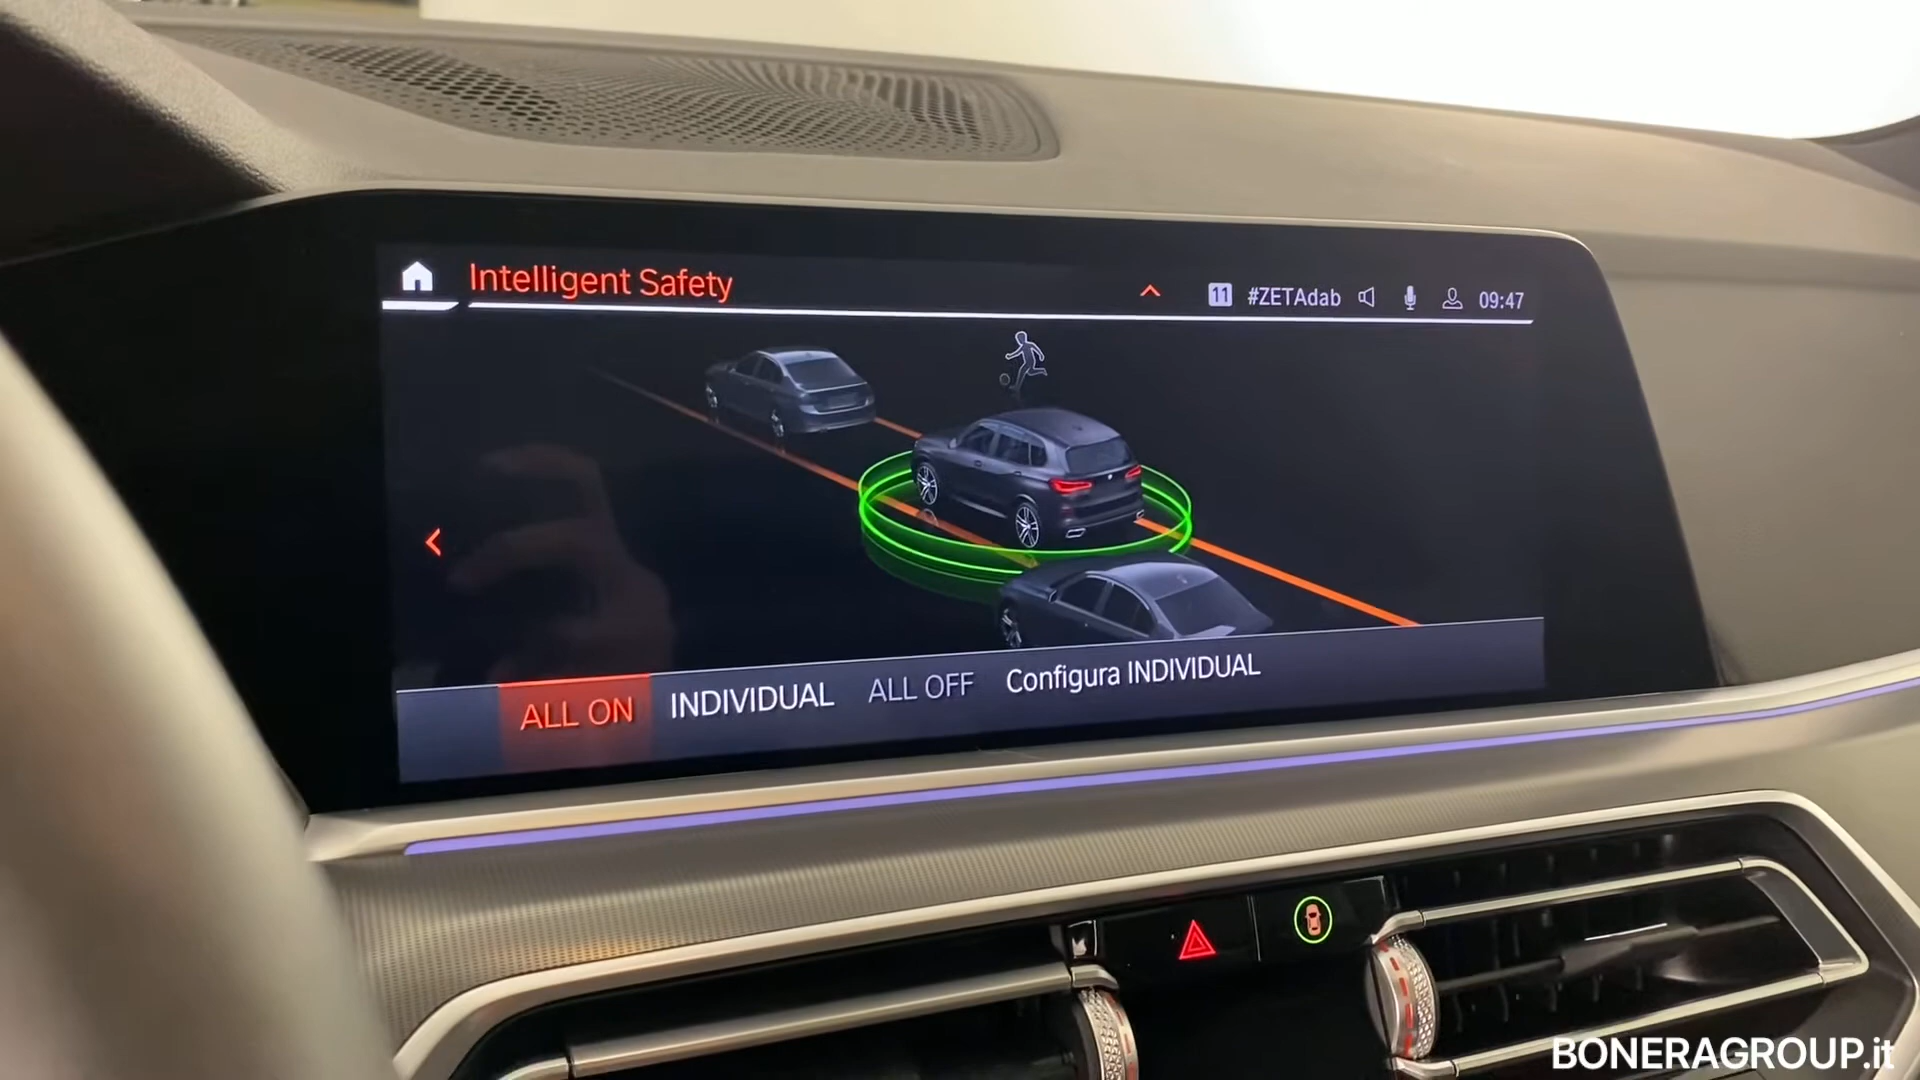 Intelligent Safety
11 #ZETAdab 09:47
ALL ON INDIVIDUAL ALL OFF Configura INDIVIDUAL
BONERAGROUP.it